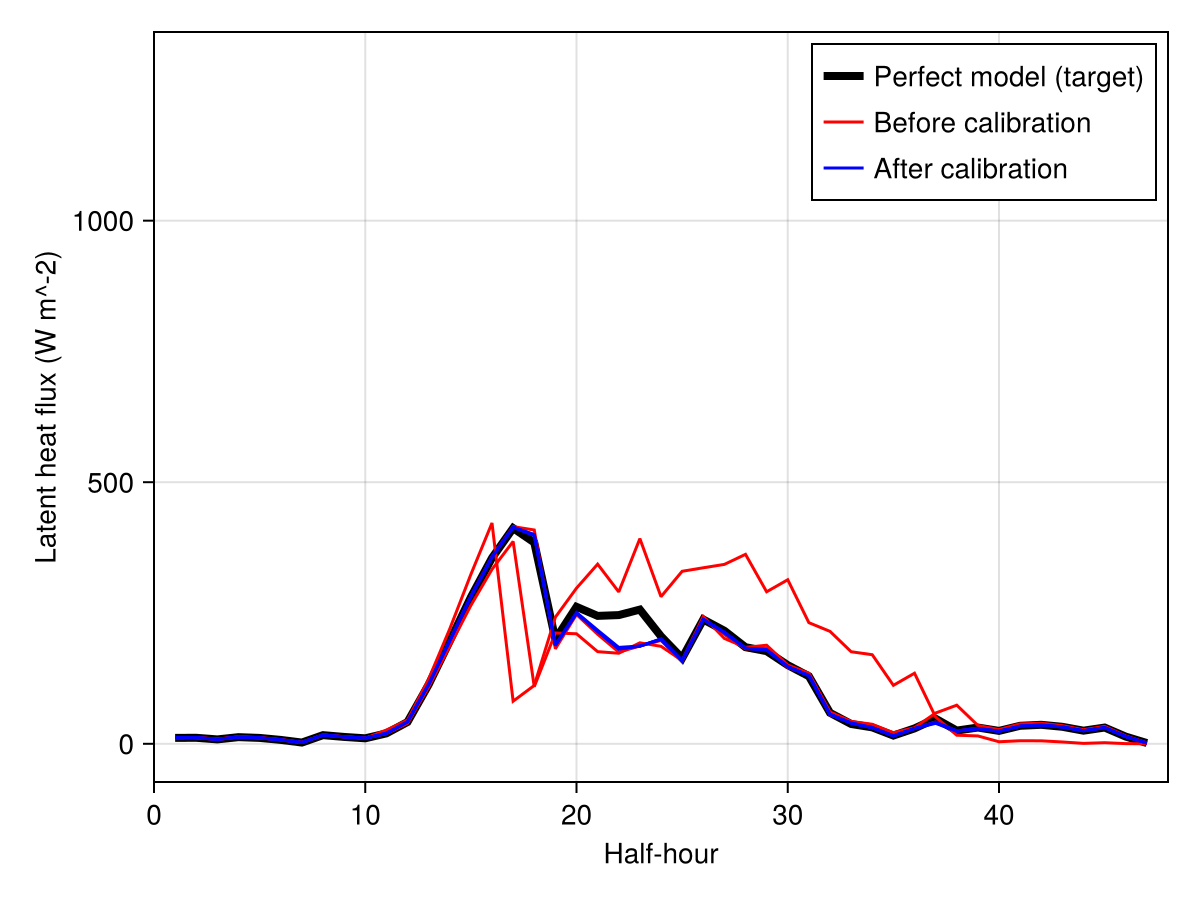 Perfect model (target)
Before calibration
After calibration
1000
500
0
Latent heat flux (W m^-2)
0
10
20
30
40
Half-hour